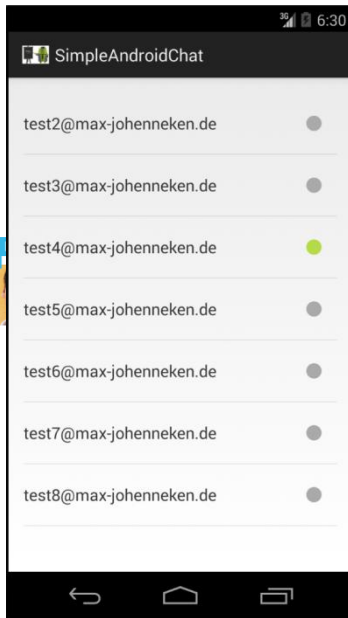 3G 6:30
SimpleAndroidChat
test2@max-johenneken.de
test3@max-johenneken.de
test4@max-johenneken.de
test5@max-johenneken.de
test6@max-johenneken.de
test7@max-johenneken.de
test8@max-johenneken.de